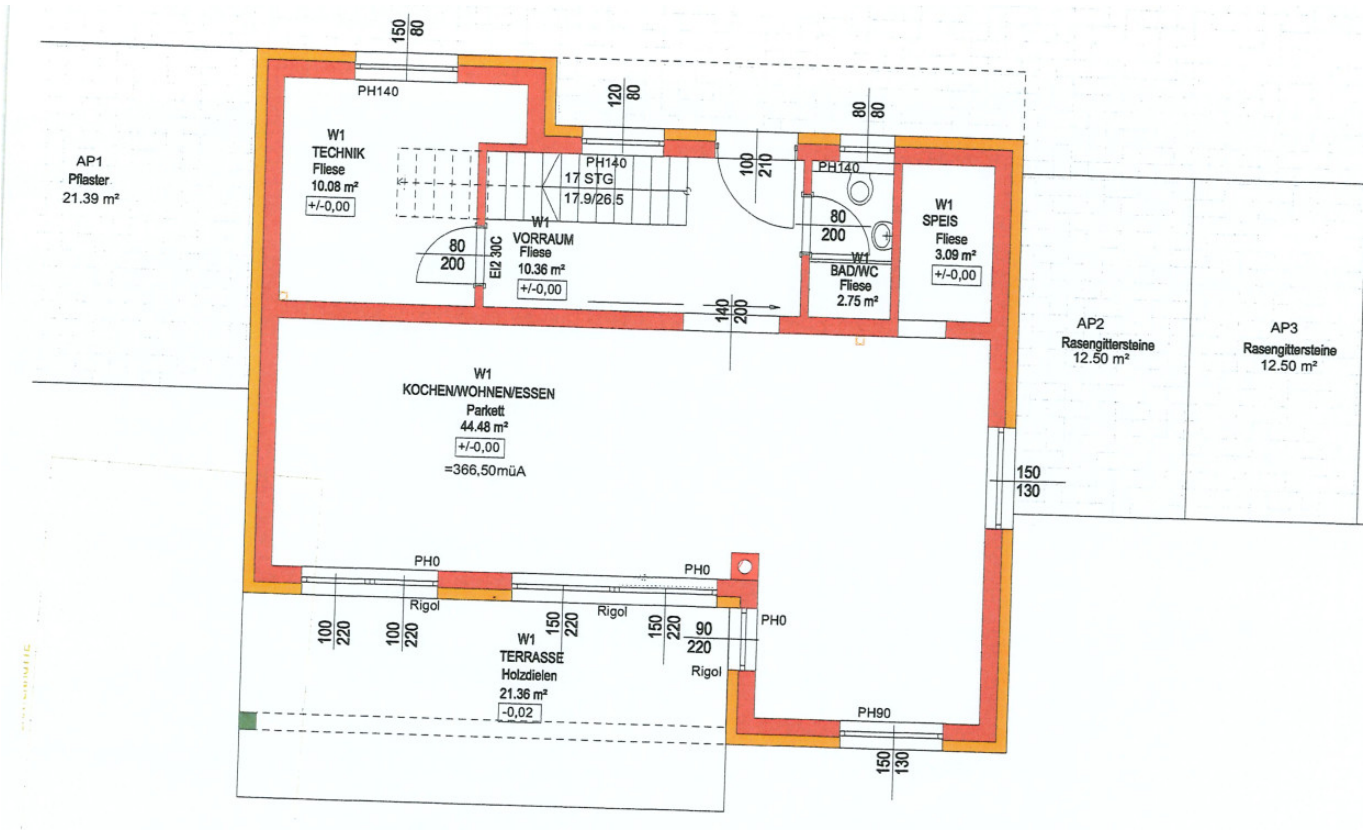 150
80
PH140
W1
TECHNIK
Fliese
10.08 m²
+/-0,00
AP1
Pflaster
21.39 m²
120
80
PH140
17 STG
17.9/26.5
100
210
80
80
PH140
W1
VORRAUM
Fliese
10.36 m²
+/-0,00
80
200
EI2 30C
80
200
W1
BAD/WC
Fliese
2.75 m²
W1
SPEIS
Fliese
3.09 m²
+/-0,00
140
200
AP2
Rasengittersteine
12.50 m²
AP3
Rasengittersteine
12.50 m²
W1
KOCHEN/WOHNEN/ESSEN
Parkett
44.48 m²
+/-0,00
=366,50müA
150
130
PH0
Rigol
100
220
100
220
PH0
Rigol
150
220
150
220
90
220
PH0
Rigol
W1
TERRASSE
Holzdielen
21.36 m²
-0,02
PH90
150
130